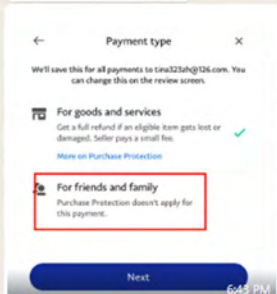 Payment type
We'll save this for all payments to tina323zh@126.com. You
can change this on the review screen.
For goods and services
Get a full refund if an eligible item gets lost or
damaged. Seller pays a small fee.
More on Purchase Protection
For friends and family
Purchase Protection doesn't apply for
this payment.
Next
6:43 PM